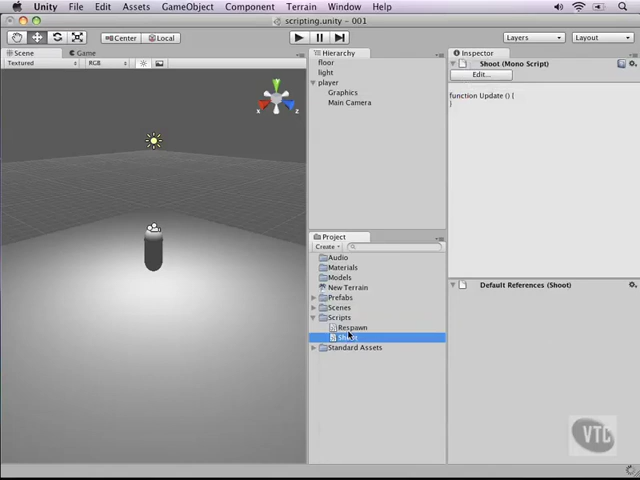 Unity File Edit Assets GameObject Component Terrain Window Help
scripting.unity - 001
Center Local Layers Layout
Scene Game
Textured RGB
x z
Hierarchy
floor
light
player
Graphics
Main Camera
Project
Create
Audio
Materials
Models
New Terrain
Prefabs
Scenes
Scripts
Respawn
Shoot
Standard Assets
Inspector
Shoot (Mono Script)
Edit...
function Update () {
}
Default References (Shoot)
VTC